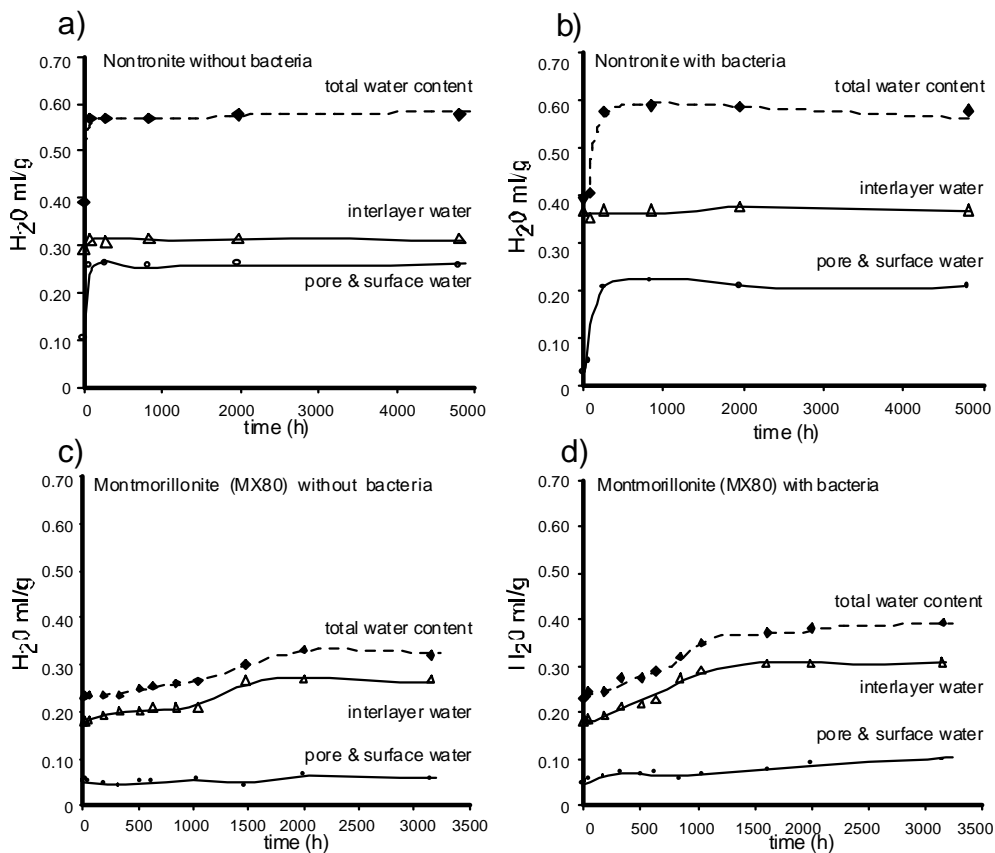 a)
Nontronite without bacteria
0.70
0.60
0.50
0.40
0.30
0.20
0.10
0
H20 ml/g
total water content
interlayer water
pore & surface water
0 1000 2000 3000 4000 5000
time (h)
b)
Nontronite with bacteria
0.70
0.60
0.50
0.40
0.30
0.20
0.10
0
H20 ml/g
total water content
interlayer water
pore & surface water
0 1000 2000 3000 4000 5000
time (h)
c)
Montmorillonite (MX80) without bacteria
0.70
0.60
0.50
0.40
0.30
0.20
0.10
0
H20 ml/g
total water content
interlayer water
pore & surface water
0 500 1000 1500 2000 2500 3000 3500
time (h)
d)
Montmorillonite (MX80) with bacteria
0.70
0.60
0.50
0.40
0.30
0.20
0.10
0
H20 ml/g
total water content
interlayer water
pore & surface water
0 500 1000 1500 2000 2500 3000 3500
time (h)